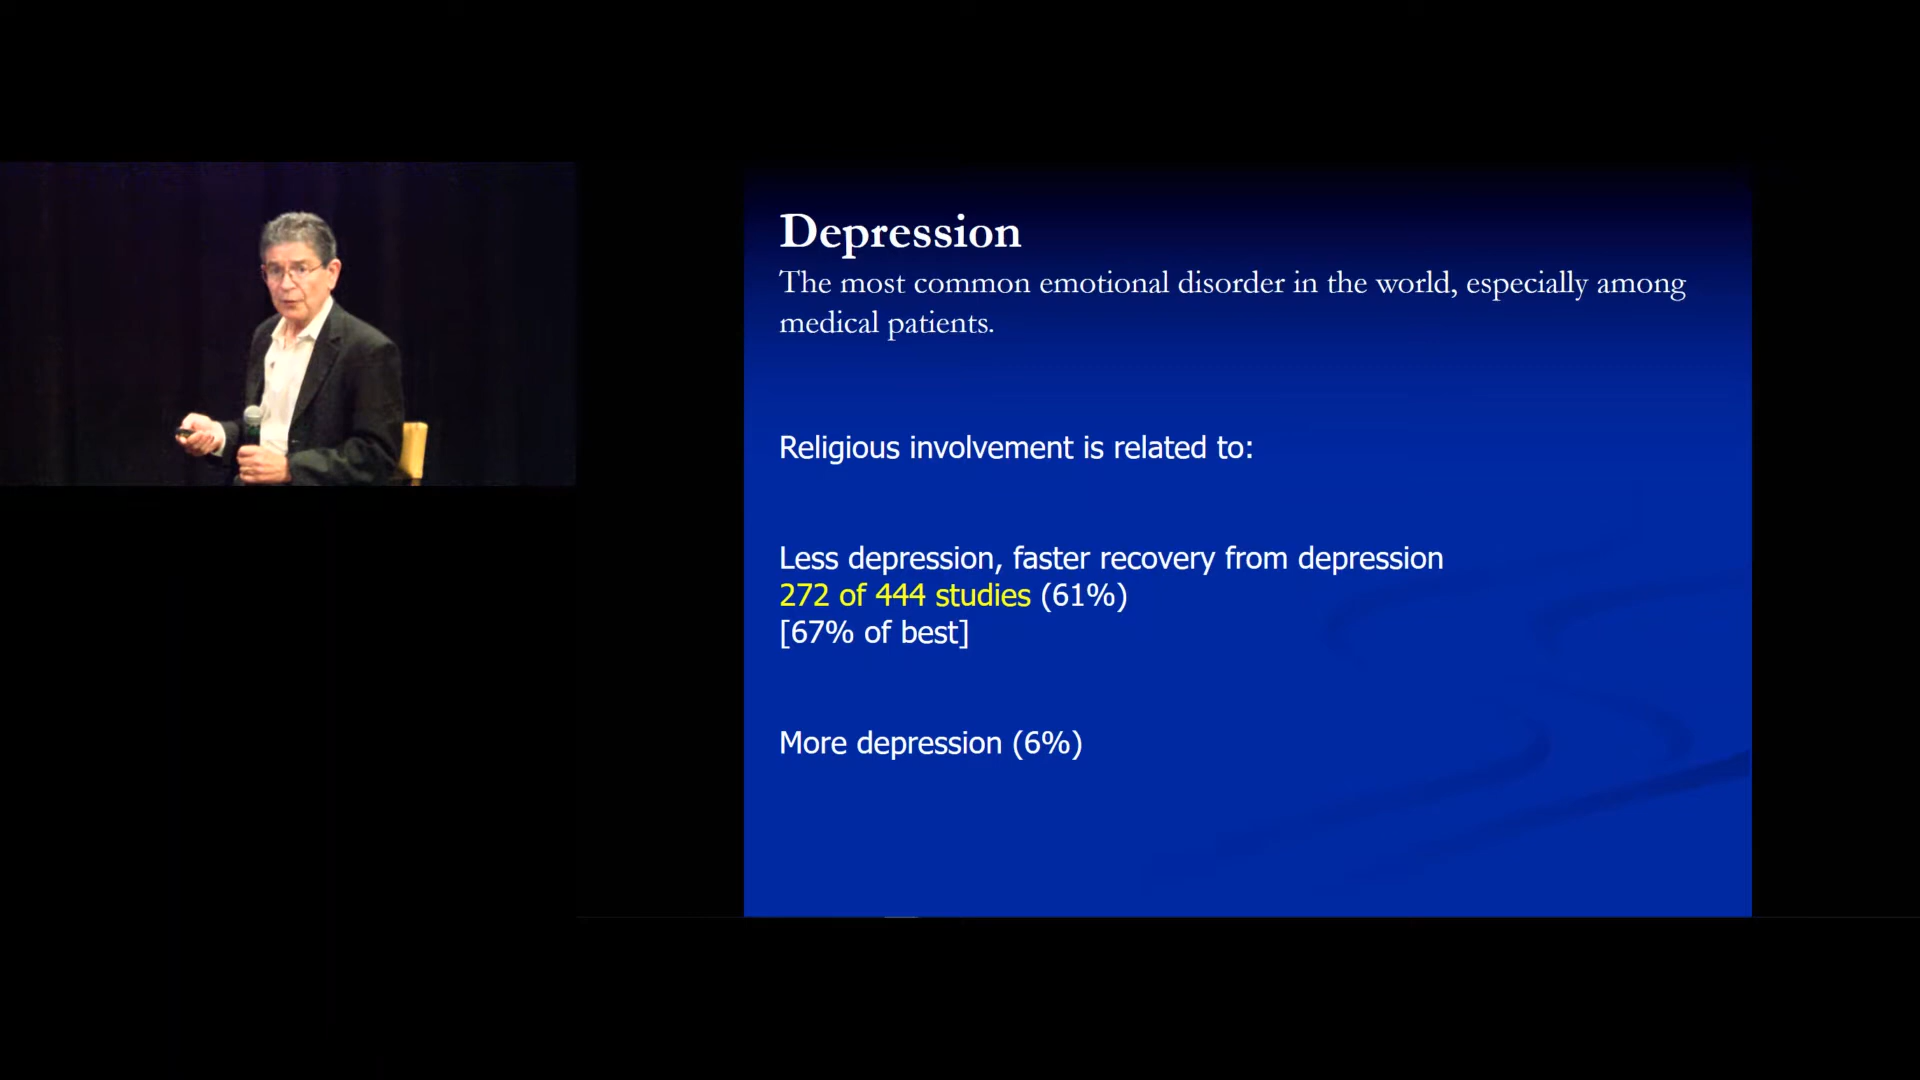 Depression
The most common emotional disorder in the world, especially among
medical patients.
Religious involvement is related to:
Less depression, faster recovery from depression
272 of 444 studies (61%)
[67% of best]
More depression (6%)